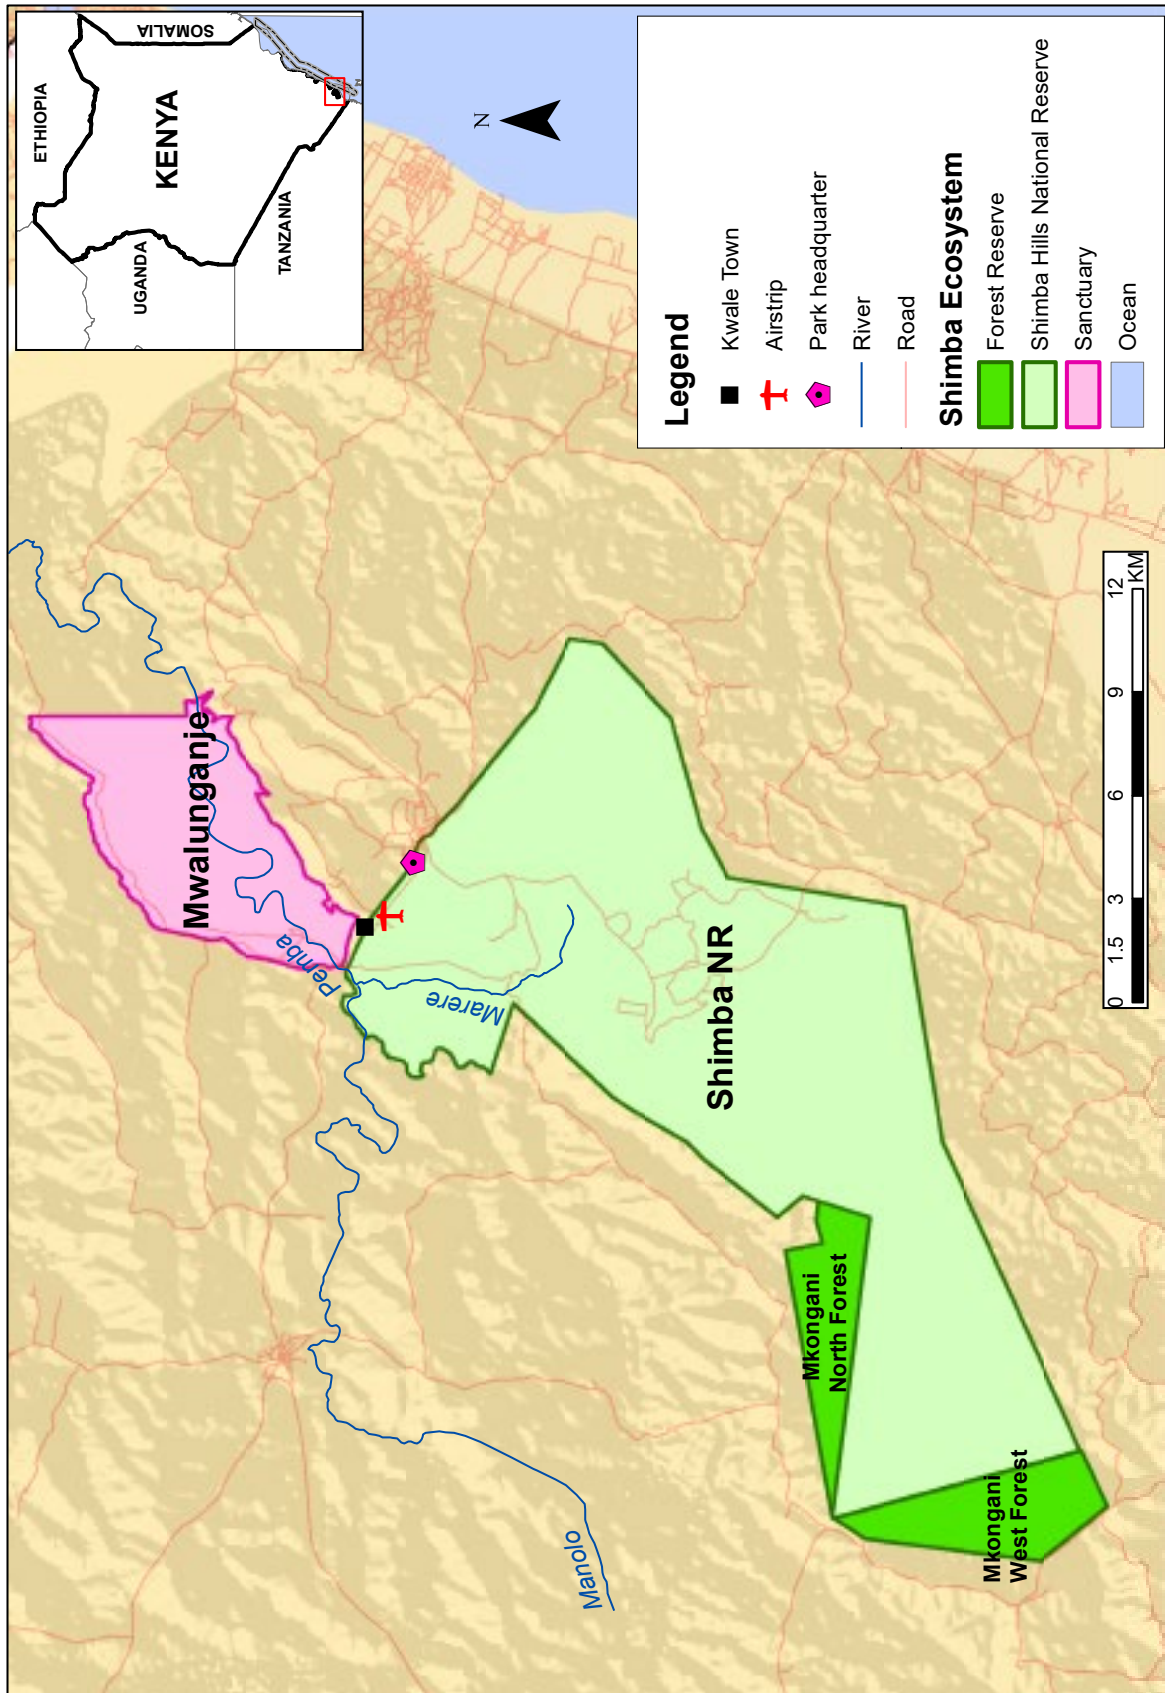 ETHIOPIA
SOMALIA
UGANDA
KENYA
TANZANIA
N
Mwalunganje
Pemba
Marere
Manolo
Shimba NR
Mkongani
North Forest
Mkongani
West Forest
Legend
Kwale Town
Airstrip
Park headquarter
River
Road
Shimba Ecosystem
Forest Reserve
Shimba Hills National Reserve
Sanctuary
Ocean
0 1.5 3 6 9 12
KM